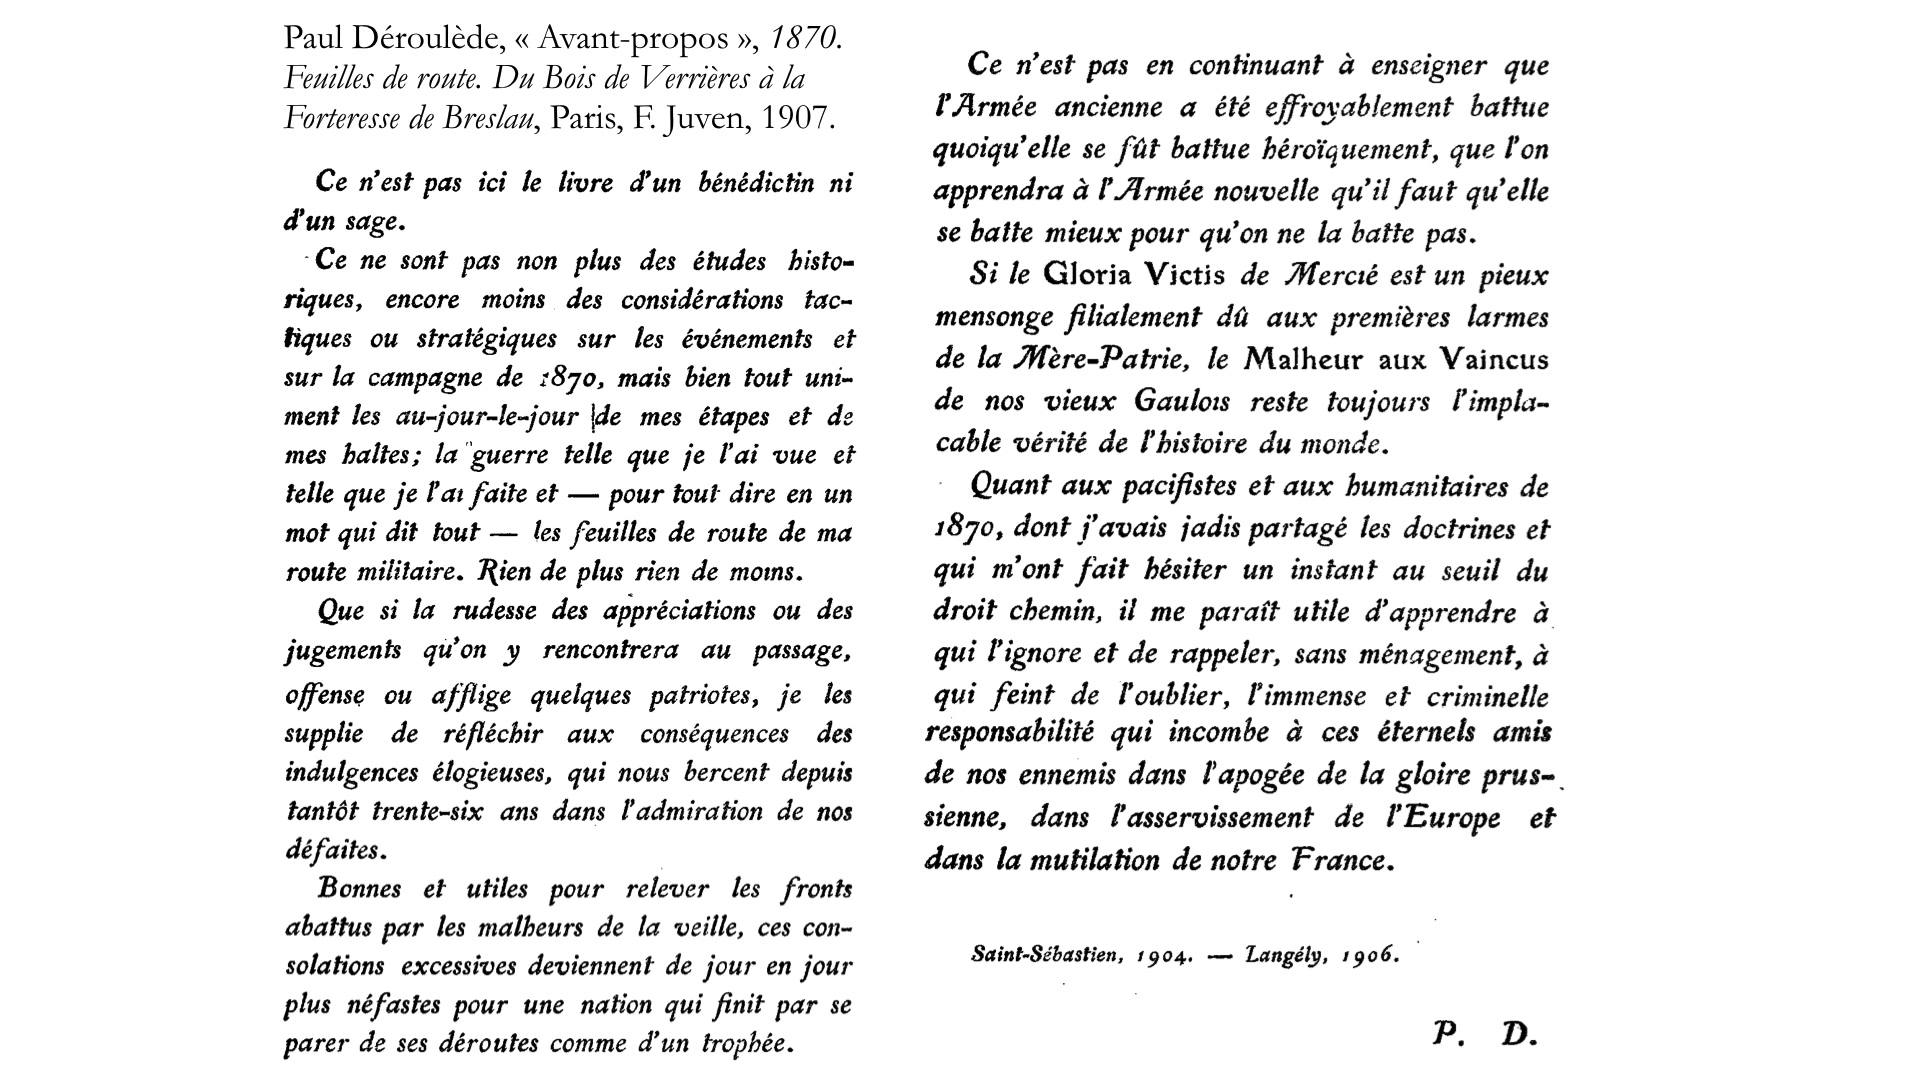 Paul Déroulède, « Avant-propos », 1870.
Feuilles de route. Du Bois de Verrières à la
Forteresse de Breslau, Paris, F. Juven, 1907.
Ce n'est pas ici le livre d'un bénédictin ni
d'un sage.
Ce ne sont pas non plus des études histo-
riques, encore moins des considérations tac-
tiques ou stratégiques sur les événements et
sur la campagne de 1870, mais bien tout uni-
ment les au-jour-le-jour de mes étapes et de
mes haltes; la guerre telle que je l'ai vue et
telle que je l'ai faite et — pour tout dire en un
mot qui dit tout — les feuilles de route de ma
route militaire. Rien de plus rien de moins.
Que si la rudesse des appréciations ou des
jugements qu'on y rencontrera au passage,
offense ou afflige quelques patriotes, je les
supplie de réfléchir aux conséquences des
indulgences élogieuses, qui nous bercent depuis
tantôt trente-six ans dans l'admiration de nos
défaites.
Bonnes et utiles pour relever les fronts
abattus par les malheurs de la veille, ces con-
solations excessives deviennent de jour en jour
plus néfastes pour une nation qui finit par se
parer de ses déroutes comme d'un trophée.
Ce n'est pas en continuant à enseigner que
l'Armée ancienne a été effroyablement battue
quoiqu'elle se fût battue héroïquement, que l'on
apprendra à l'Armée nouvelle qu'il faut qu'elle
se batte mieux pour qu'on ne la batte pas.
Si le Gloria Victis de Mercié est un pieux
mensonge filialement dû aux premières larmes
de la Mère-Patrie, le Malheur aux Vaincus
de nos vieux Gaulois reste toujours l'impla-
cable vérité de l'histoire du monde.
Quant aux pacifistes et aux humanitaires de
1870, dont j'avais jadis partagé les doctrines et
qui m'ont fait hésiter un instant au seuil du
droit chemin, il me paraît utile d'apprendre à
qui l'ignore et de rappeler, sans ménagement, à
qui feint de l'oublier, l'immense et criminelle
responsabilité qui incombe à ces éternels amis
de nos ennemis dans l'apogée de la gloire prus-
sienne, dans l'asservissement de l'Europe et
dans la mutilation de notre France.
Saint-Sébastien, 1904. — Langély, 1906.
P. D.